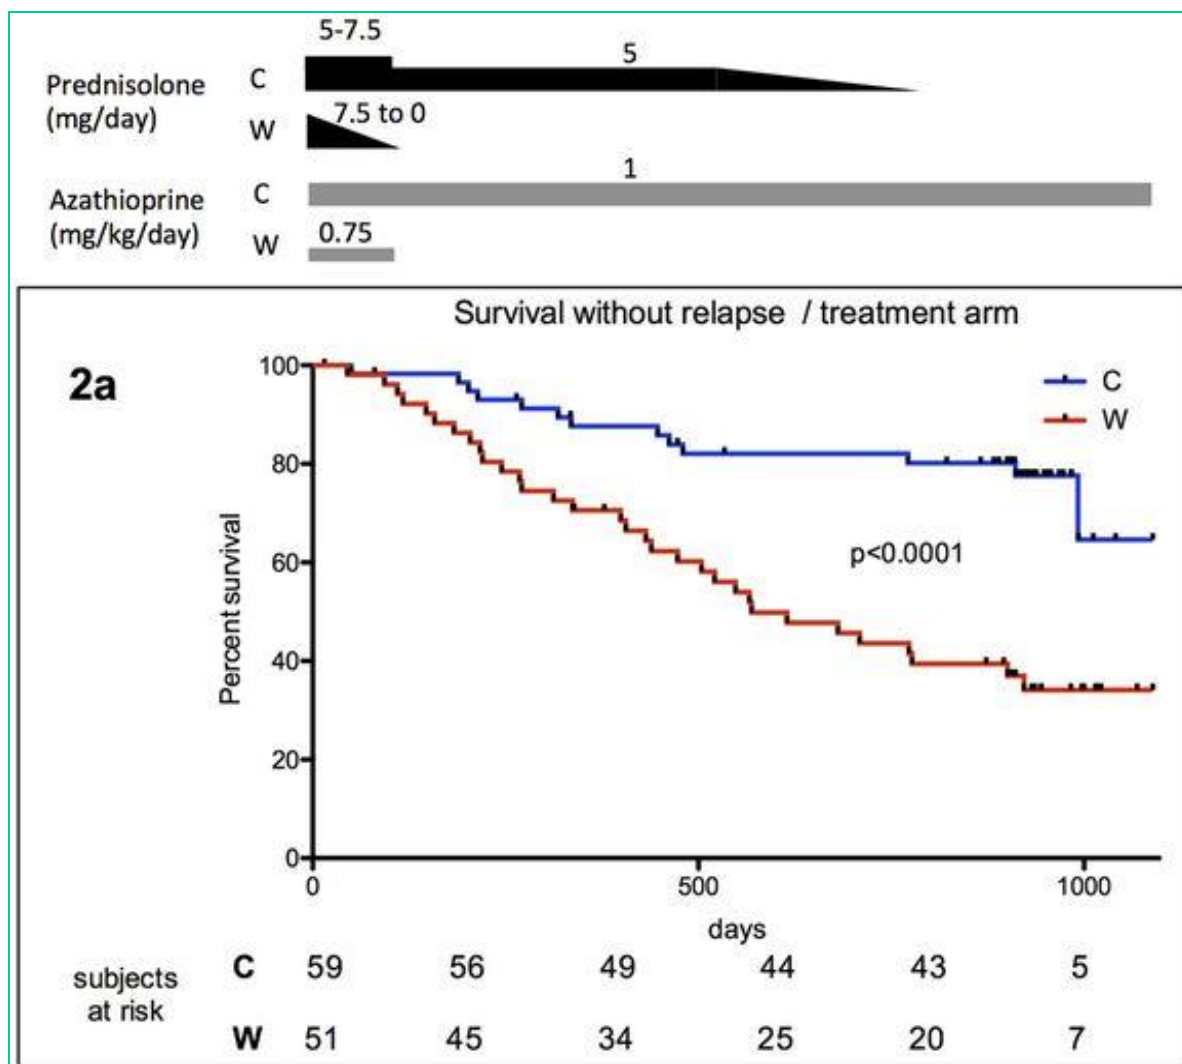 5-7.5
Prednisolone C 5
(mg/day)
W 7.5 to 0
Azathioprine C 1
(mg/kg/day) W 0.75
Survival without relapse / treatment arm
2a
100
80
60
40
20
0
Percent survival
C
W
p<0.0001
0 500 1000
days
subjects at risk
C 59 56 49 44 43 5
W 51 45 34 25 20 7